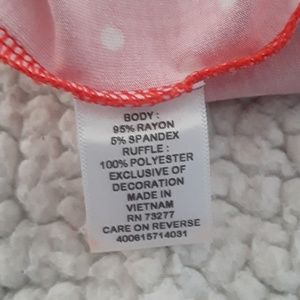 BODY :
95% RAYON
5% SPANDEX
RUFFLE :
100% POLYESTER
EXCLUSIVE OF
DECORATION
MADE IN
VIETNAM
RN 73277
CARE ON REVERSE
400615714031